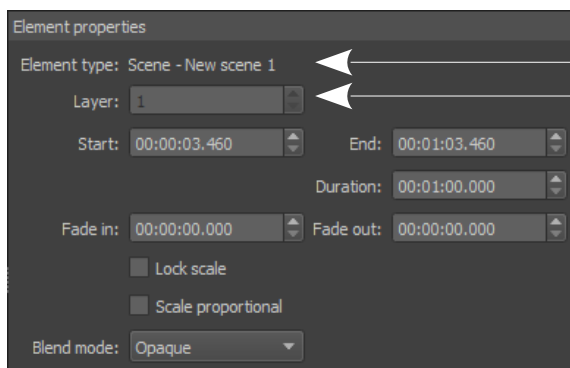 Element properties
Element type: Scene - New scene 1
Layer: 1
Start: 00:00:03.460 End: 00:01:03.460
Duration: 00:01:00.000
Fade in: 00:00:00.000 Fade out: 00:00:00.000
Lock scale
Scale proportional
Blend mode: Opaque